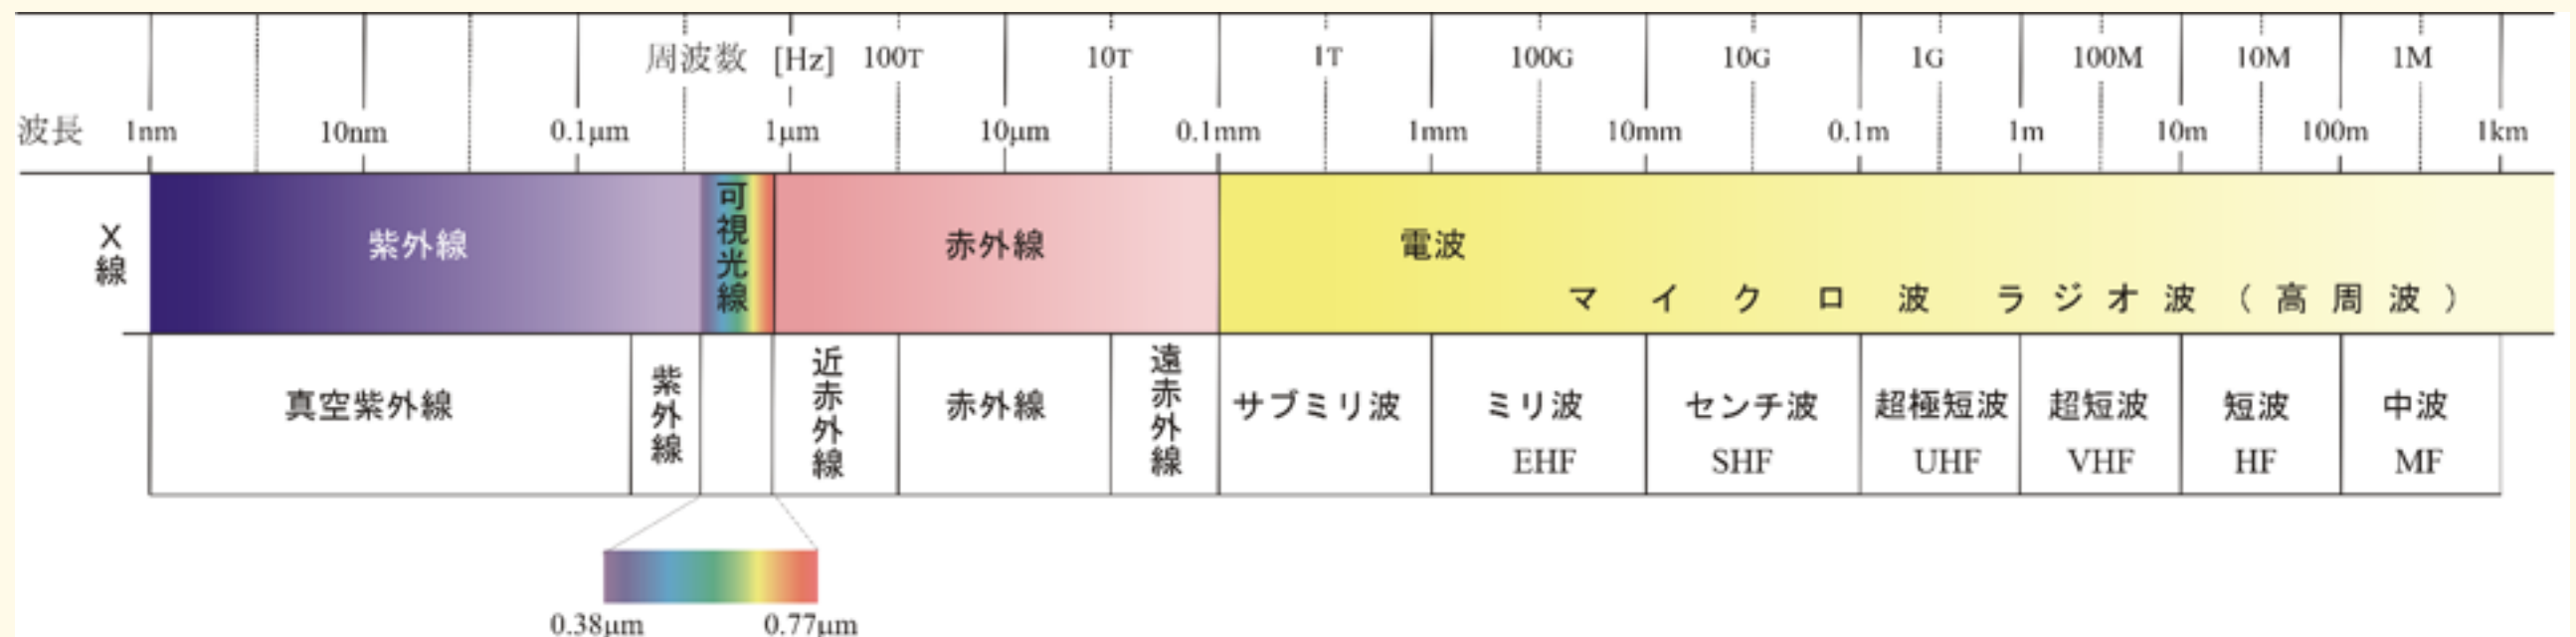 周波数 [Hz] 100T 10T 1T 100G 10G 1G 100M 10M 1M
波長 1nm 10nm 0.1μm 1μm 10μm 0.1mm 1mm 10mm 0.1m 1m 10m 100m 1km
X線
紫外線
可視光線
赤外線
電波
マイクロ波 ラジオ波(高周波)
真空紫外線
紫外線
近赤外線
赤外線
遠赤外線
サブミリ波
ミリ波
EHF
センチ波
SHF
超極短波
UHF
超短波
VHF
短波
HF
中波
MF
0.38μm 0.77μm